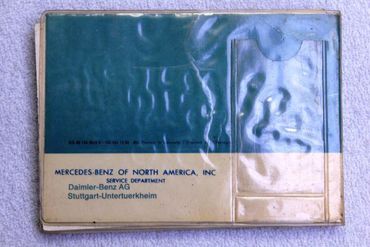 MERCEDES-BENZ OF NORTH AMERICA, INC
SERVICE DEPARTMENT
Daimler-Benz AG
Stuttgart-Untertuerkheim